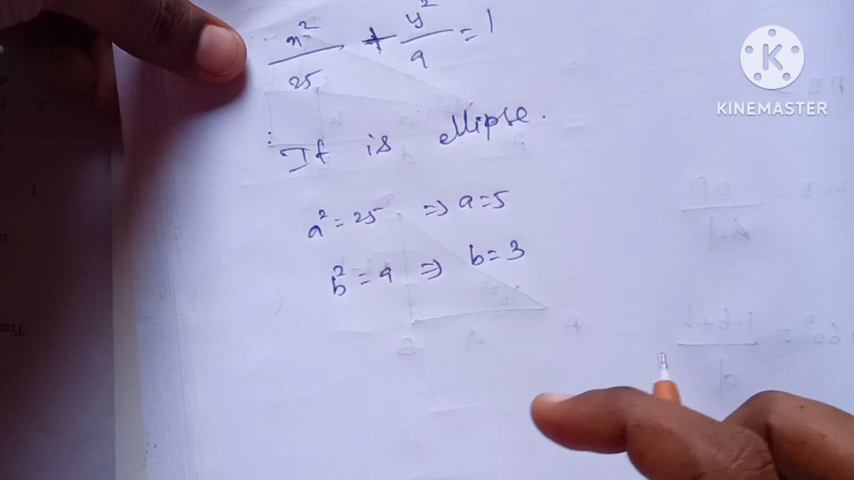 x²/25 + y²/9 = 1
KINEMASTER
It is ellipse.
a² = 25 ⇒ a = 5
b² = 9 ⇒ b = 3